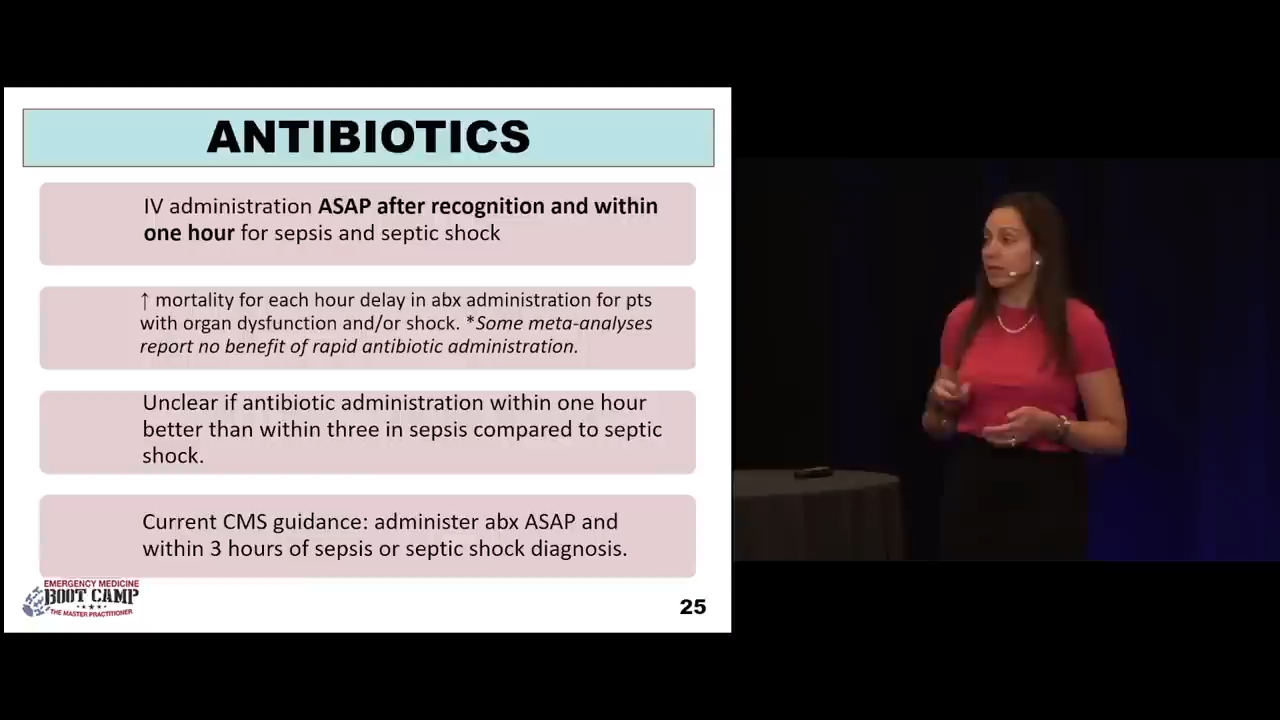 ANTIBIOTICS
IV administration ASAP after recognition and within
one hour for sepsis and septic shock
↑ mortality for each hour delay in abx administration for pts
with organ dysfunction and/or shock. *Some meta-analyses
report no benefit of rapid antibiotic administration.
Unclear if antibiotic administration within one hour
better than within three in sepsis compared to septic
shock.
Current CMS guidance: administer abx ASAP and
within 3 hours of sepsis or septic shock diagnosis.
EMERGENCY MEDICINE
BOOT CAMP
THE MASTER PRACTITIONER
25